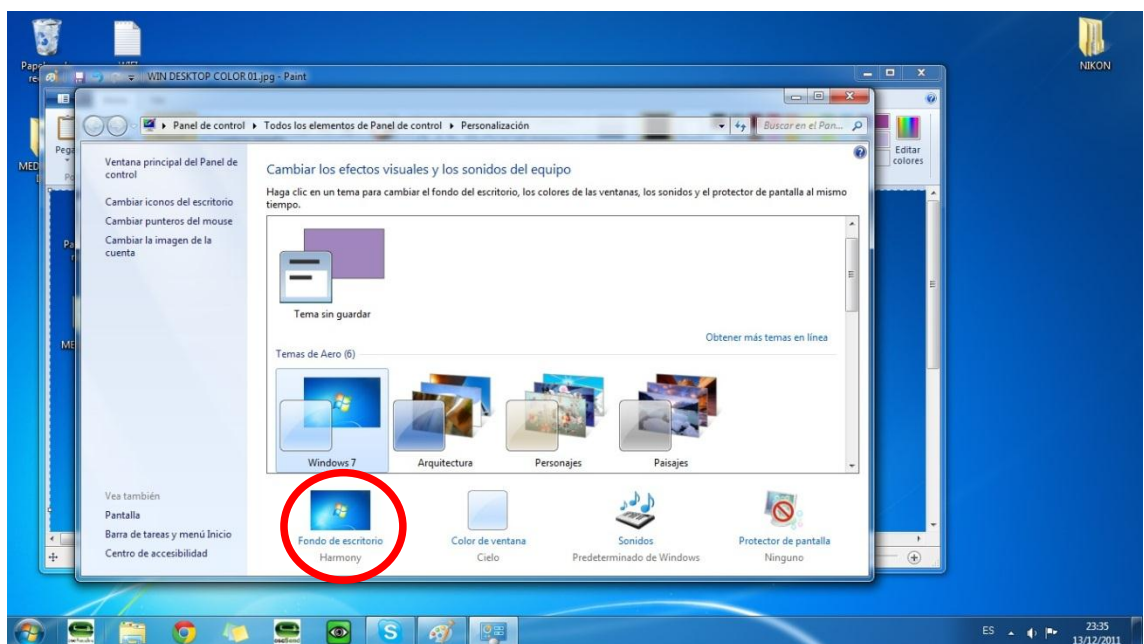 NIKON
WIN DESKTOP COLOR 01.jpg - Paint
Panel de control ▸ Todos los elementos de Panel de control ▸ Personalización
Buscar en el Pan...
Editar
colores
Ventana principal del Panel de
control
Cambiar iconos del escritorio
Cambiar punteros del mouse
Cambiar la imagen de la
cuenta
Cambiar los efectos visuales y los sonidos del equipo
Haga clic en un tema para cambiar el fondo del escritorio, los colores de las ventanas, los sonidos y el protector de pantalla al mismo
tiempo.
Tema sin guardar
Obtener más temas en línea
Temas de Aero (6)
Windows 7
Arquitectura
Personajes
Paisajes
Vea también
Pantalla
Barra de tareas y menú Inicio
Centro de accesibilidad
Fondo de escritorio
Harmony
Color de ventana
Cielo
Sonidos
Predeterminado de Windows
Protector de pantalla
Ninguno
ES
23:35
13/12/2011